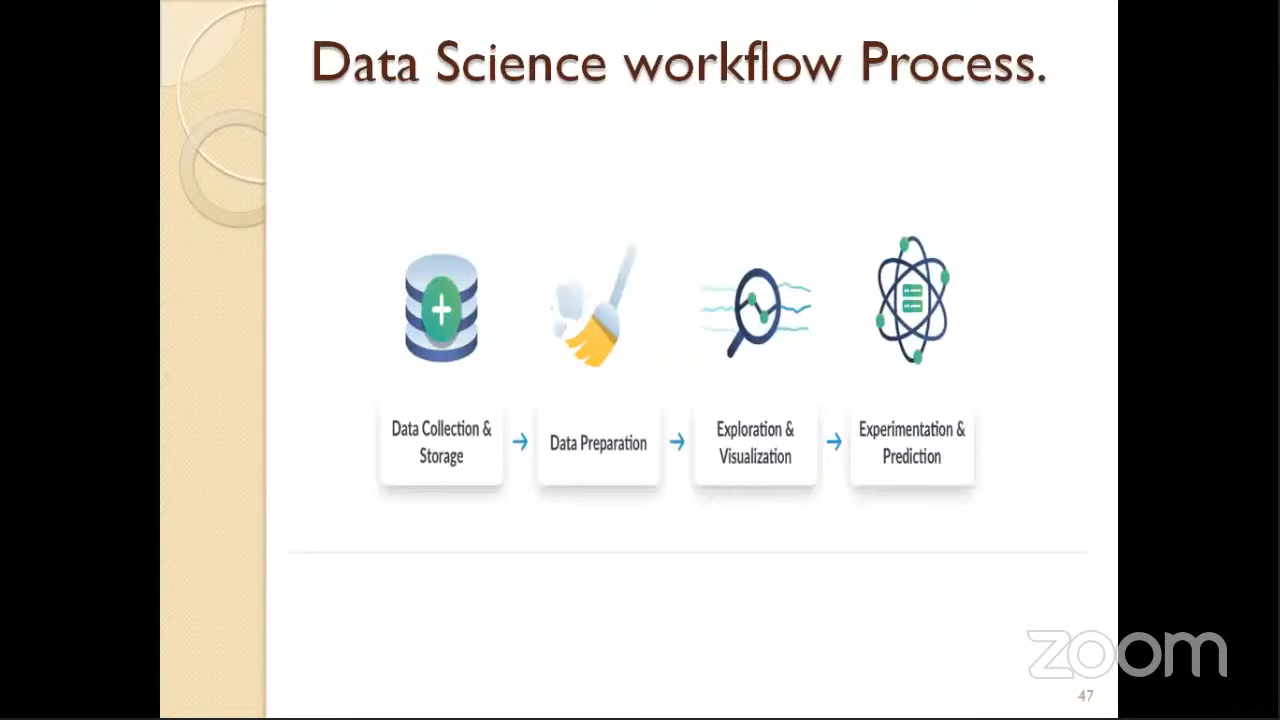 Data Science workflow Process.
Data Collection &
Storage
Data Preparation
Exploration &
Visualization
Experimentation &
Prediction
zoom
47